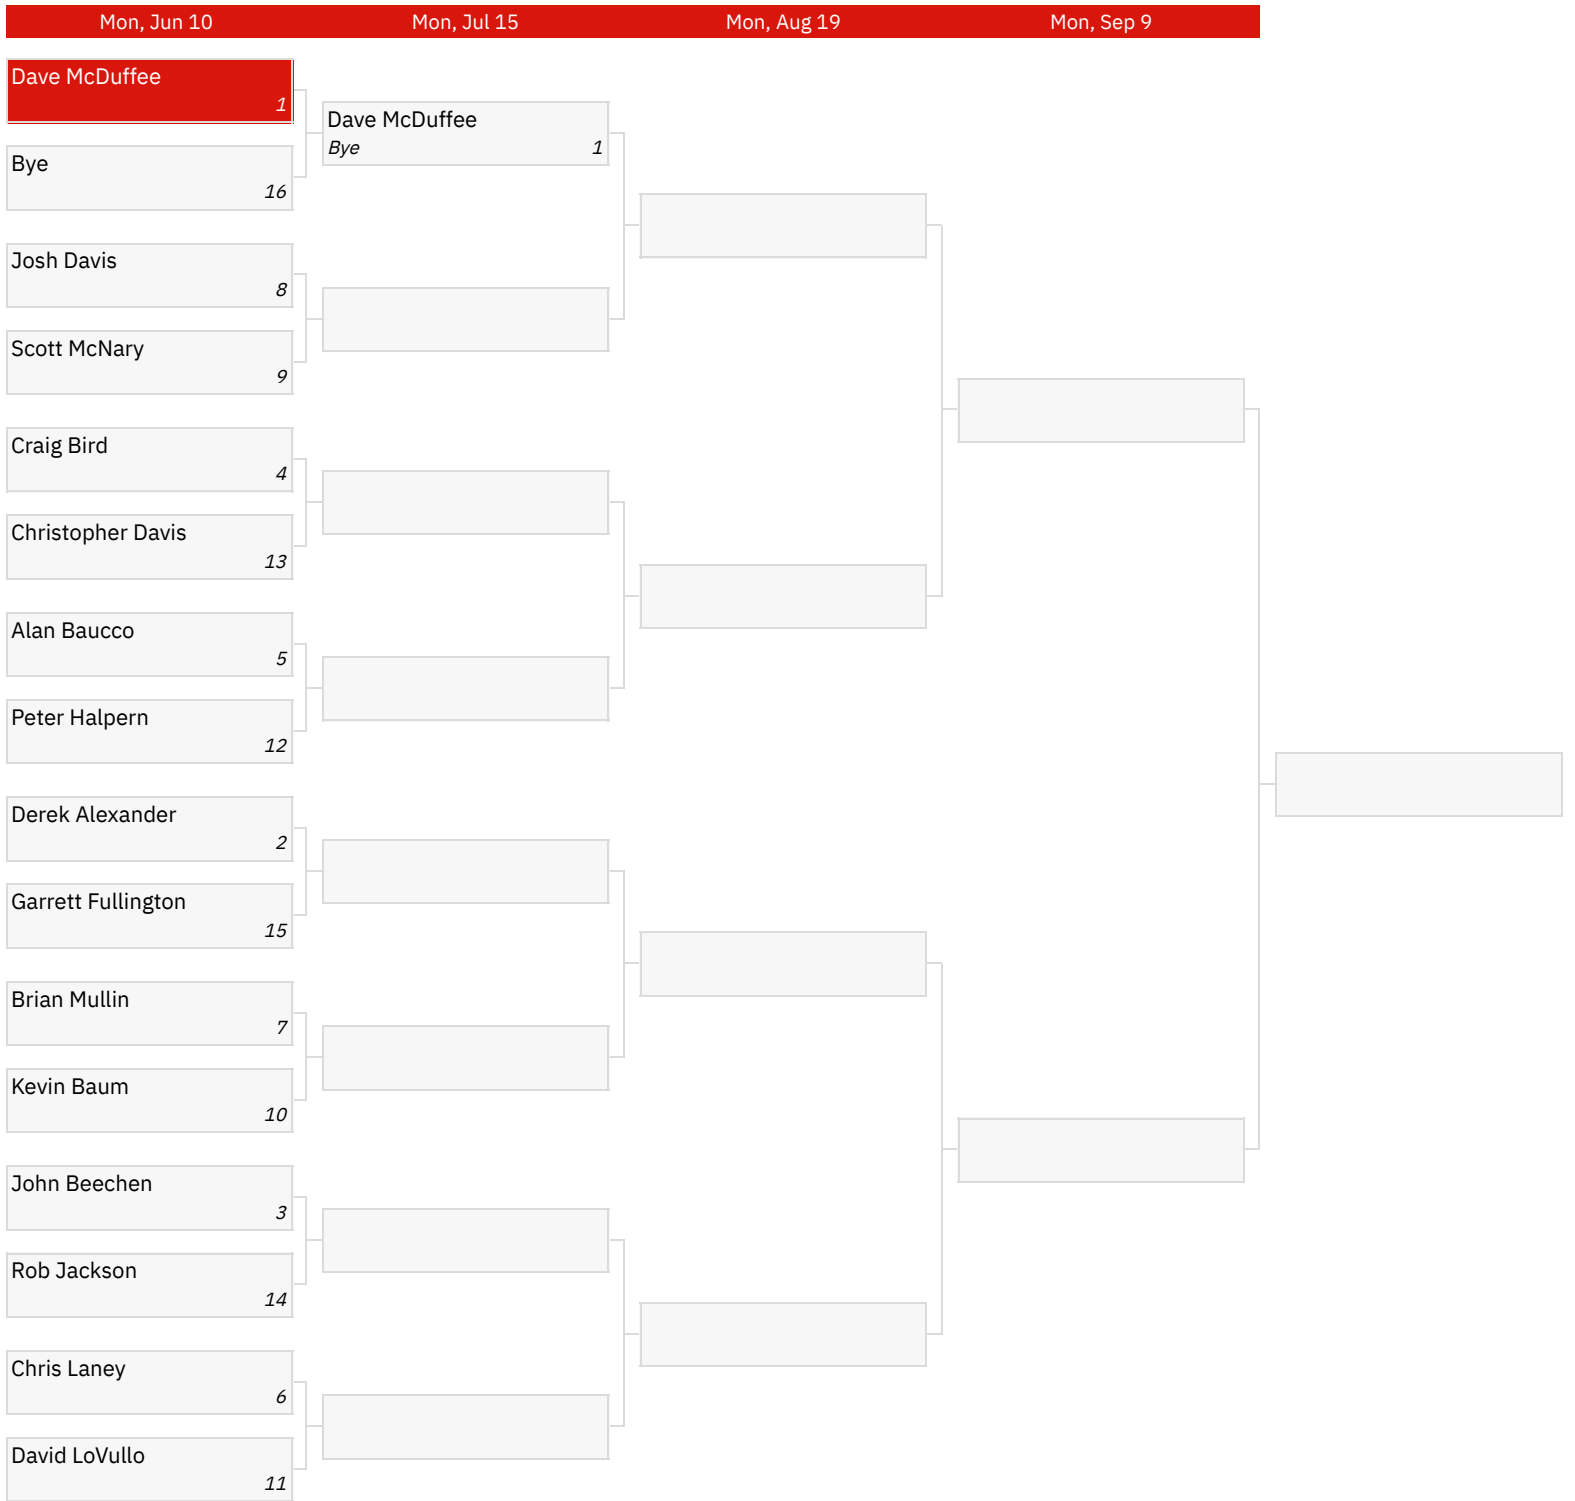 Mon, Jun 10
Mon, Jul 15
Mon, Aug 19
Mon, Sep 9
Dave McDuffee
1
Bye
16
Josh Davis
8
Scott McNary
9
Craig Bird
4
Christopher Davis
13
Alan Baucco
5
Peter Halpern
12
Derek Alexander
2
Garrett Fullington
15
Brian Mullin
7
Kevin Baum
10
John Beechen
3
Rob Jackson
14
Chris Laney
6
David LoVullo
11
Dave McDuffee
Bye 1